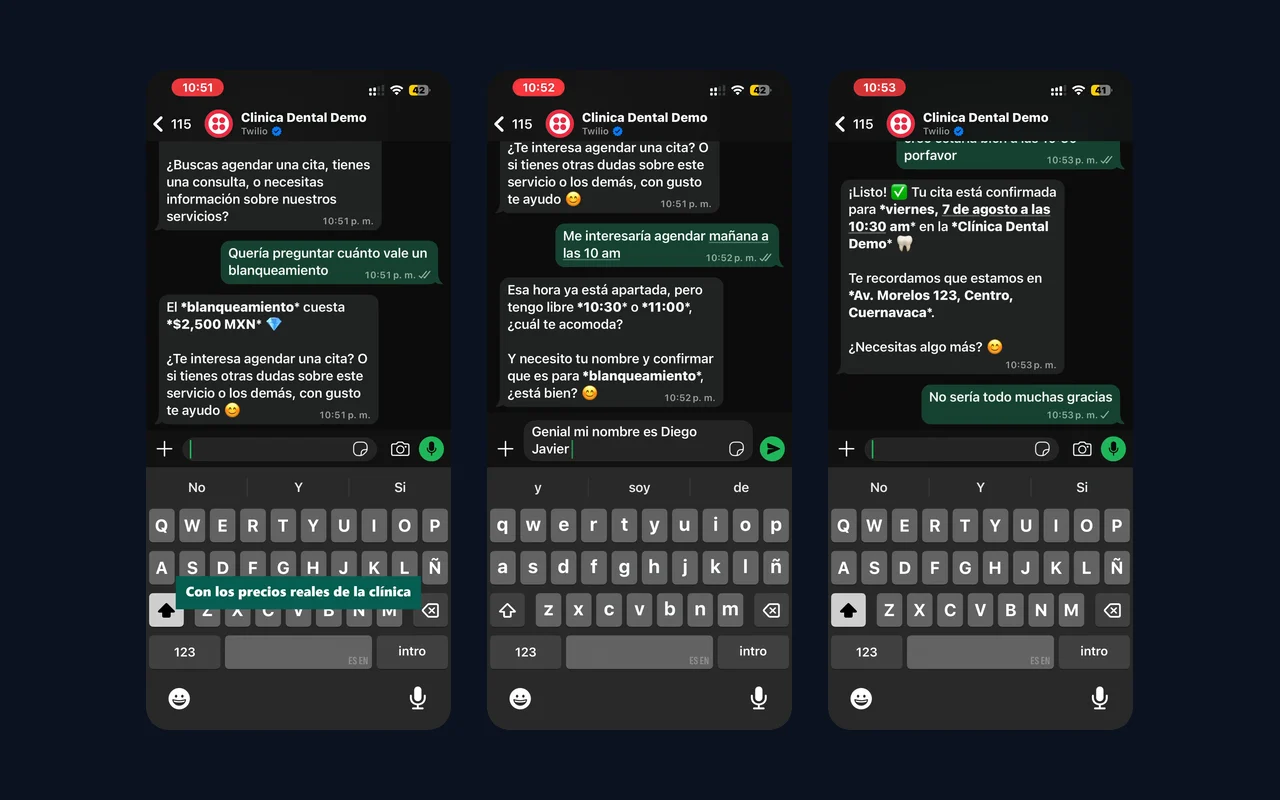 10:51
42
115
Clinica Dental Demo
Twilio
¿Buscas agendar una cita, tienes
una consulta, o necesitas
información sobre nuestros
servicios?
10:51 p. m.
Quería preguntar cuánto vale un
blanqueamiento
10:51 p. m.
El *blanqueamiento* cuesta
*$2,500 MXN* 💎
¿Te interesa agendar una cita? O
si tienes otras dudas sobre este
servicio o los demás, con gusto
te ayudo 😊
10:51 p. m.
No Y Si
Q W E R T Y U I O P
A S D F G H J K L Ñ
Con los precios reales de la clínica
Z X C V B N M
123
ES EN
intro
10:52
42
115
Clinica Dental Demo
Twilio
¿Te interesa agendar una cita? O
si tienes otras dudas sobre este
servicio o los demás, con gusto
te ayudo 😊
10:51 p. m.
Me interesaría agendar mañana a
las 10 am
10:52 p. m.
Esa hora ya está apartada, pero
tengo libre *10:30* o *11:00*,
¿cuál te acomoda?
Y necesito tu nombre y confirmar
que es para *blanqueamiento*,
¿está bien? 😊
10:52 p. m.
Genial mi nombre es Diego
Javier
y soy de
q w e r t y u i o p
a s d f g h j k l ñ
z x c v b n m
123
ES EN
intro
10:53
41
115
Clinica Dental Demo
Twilio
porfavor
10:53 p. m.
¡Listo! ✅ Tu cita está confirmada
para *viernes, 7 de agosto a las
10:30 am* en la *Clínica Dental
Demo* 🦷
Te recordamos que estamos en
*Av. Morelos 123, Centro,
Cuernavaca*.
¿Necesitas algo más? 😊
10:53 p. m.
No sería todo muchas gracias
10:53 p. m.
No Y Si
Q W E R T Y U I O P
A S D F G H J K L Ñ
Z X C V B N M
123
ES EN
intro